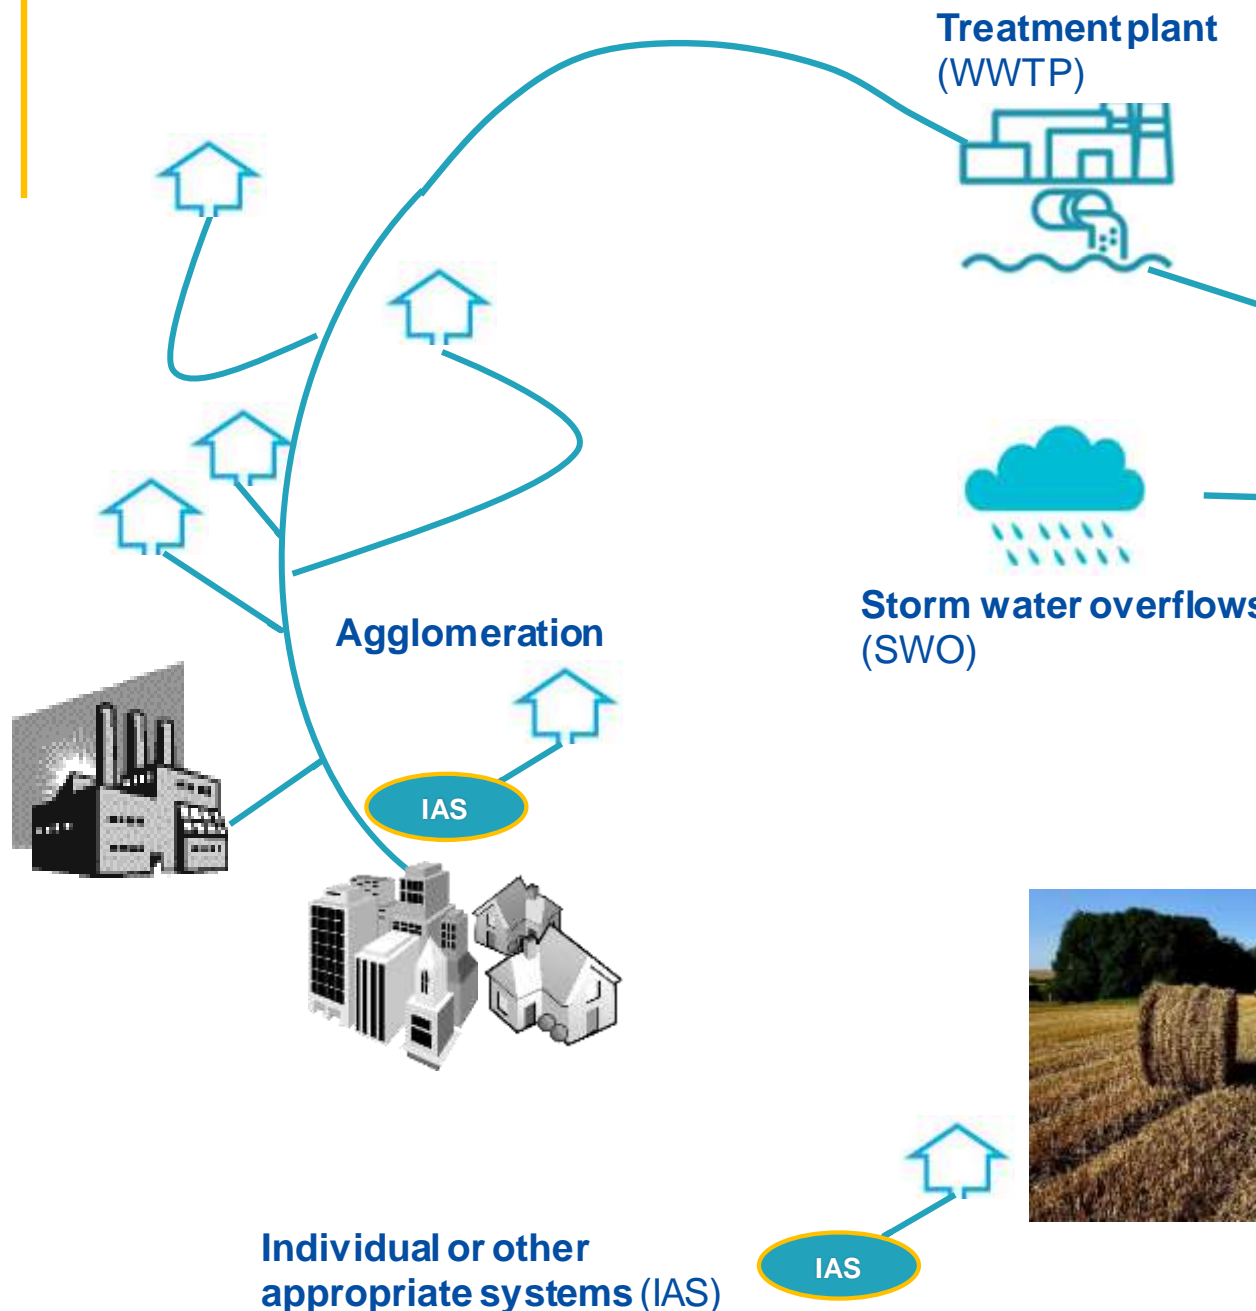 Treatment plant
(WWTP)
Storm water overflows
(SWO)
Agglomeration
IAS
Individual or other
appropriate systems (IAS)
IAS